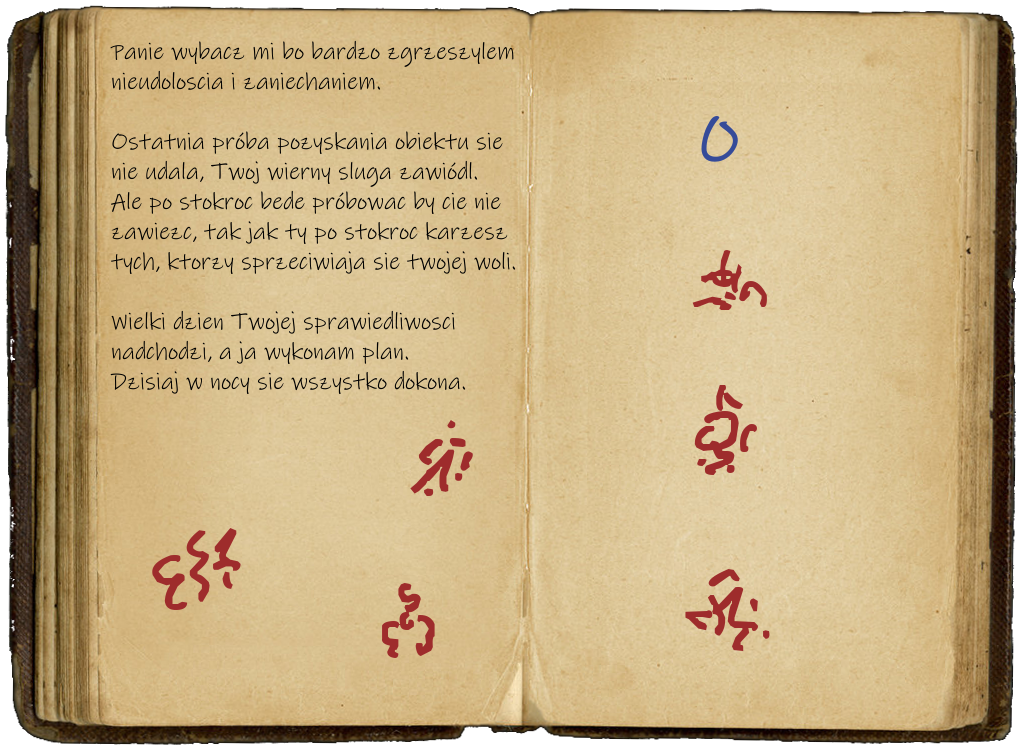 Panie wybacz mi bo bardzo zgrzeszylem
nieudoloscia i zaniechaniem.
Ostatnia próba pozyskania obiektu sie
nie udala, Twoj wierny sluga zawiódl.
Ale po stokroc bede próbowac by cie nie
zawiezc, tak jak ty po stokroc karzesz
tych, ktorzy sprzeciwiaja sie twojej woli.
Wielki dzien Twojej sprawiedliwosci
nadchodzi, a ja wykonam plan.
Dzisiaj w nocy sie wszystko dokona.
0